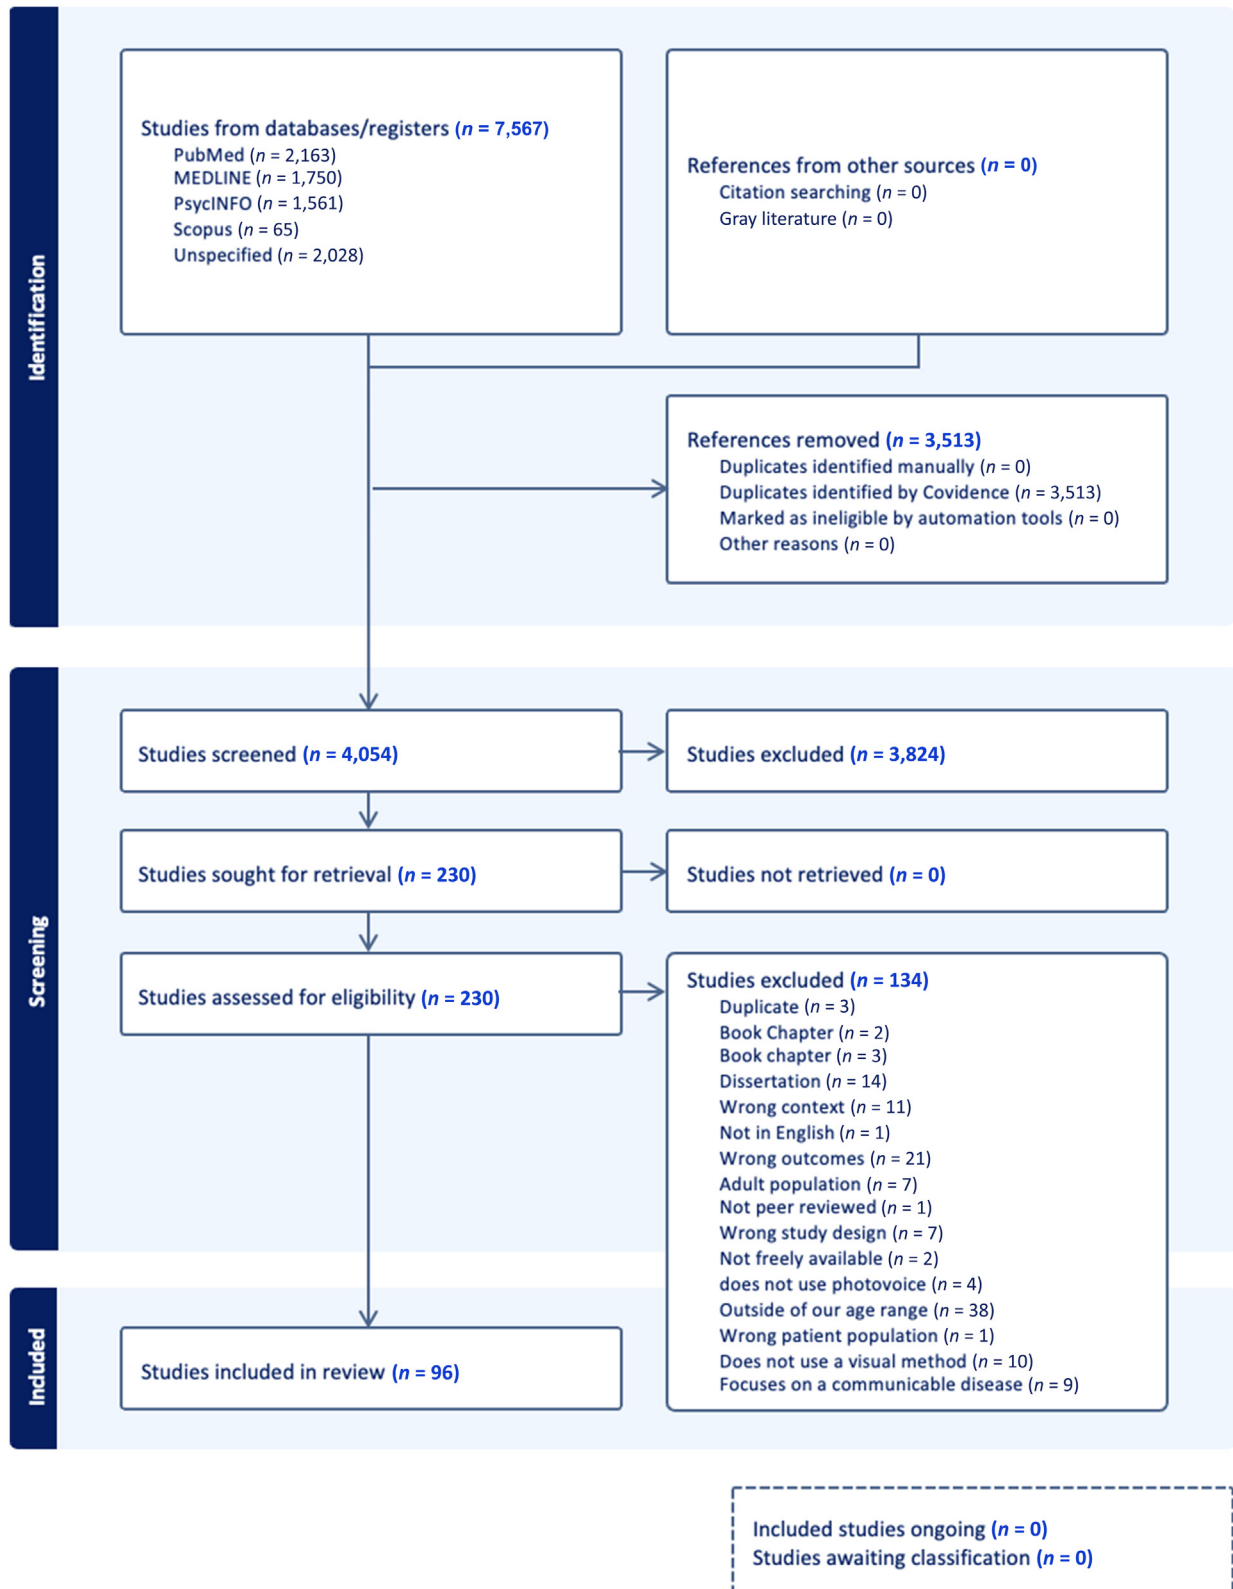 Identification
Studies from databases/registers (n = 7,567)
PubMed (n = 2,163)
MEDLINE (n = 1,750)
PsycINFO (n = 1,561)
Scopus (n = 65)
Unspecified (n = 2,028)
References from other sources (n = 0)
Citation searching (n = 0)
Gray literature (n = 0)
References removed (n = 3,513)
Duplicates identified manually (n = 0)
Duplicates identified by Covidence (n = 3,513)
Marked as ineligible by automation tools (n = 0)
Other reasons (n = 0)
Screening
Studies screened (n = 4,054)
Studies excluded (n = 3,824)
Studies sought for retrieval (n = 230)
Studies not retrieved (n = 0)
Studies assessed for eligibility (n = 230)
Studies excluded (n = 134)
Duplicate (n = 3)
Book Chapter (n = 2)
Book chapter (n = 3)
Dissertation (n = 14)
Wrong context (n = 11)
Not in English (n = 1)
Wrong outcomes (n = 21)
Adult population (n = 7)
Not peer reviewed (n = 1)
Wrong study design (n = 7)
Not freely available (n = 2)
does not use photovoice (n = 4)
Outside of our age range (n = 38)
Wrong patient population (n = 1)
Does not use a visual method (n = 10)
Focuses on a communicable disease (n = 9)
Included
Studies included in review (n = 96)
Included studies ongoing (n = 0)
Studies awaiting classification (n = 0)